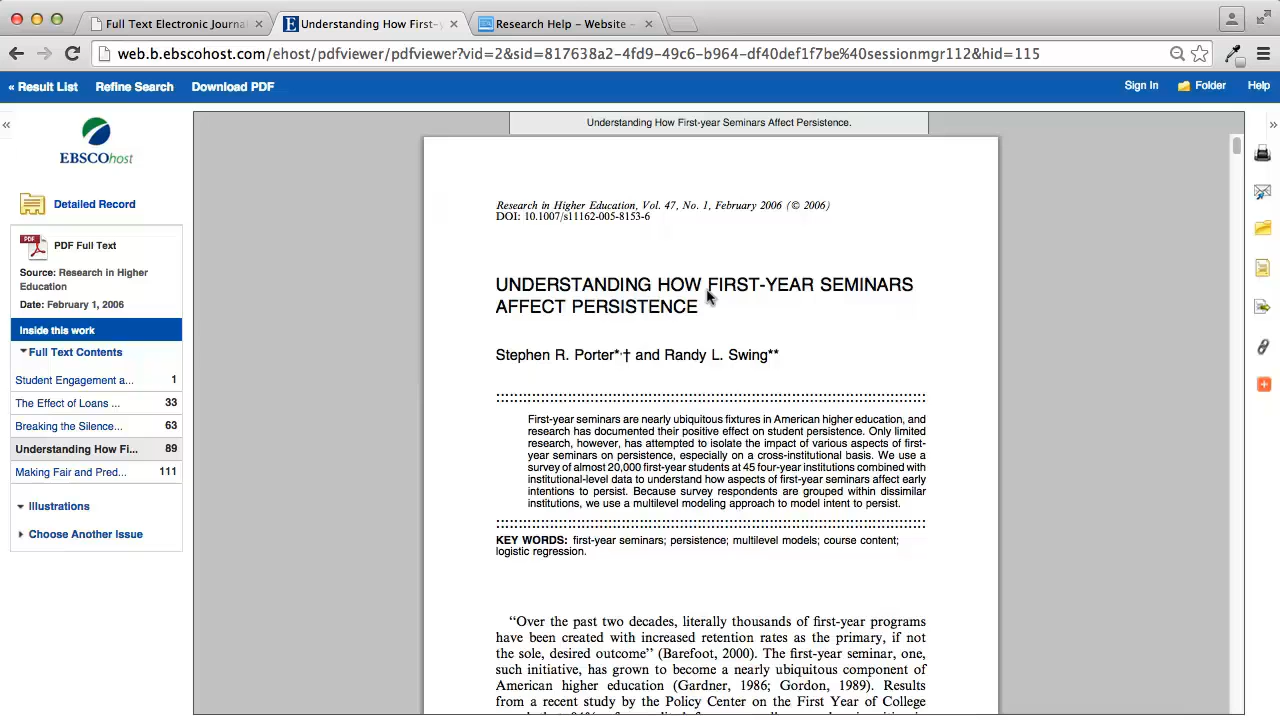 Full Text Electronic Journa
Understanding How First-
Research Help – Website -
web.b.ebscohost.com/ehost/pdfviewer/pdfviewer?vid=2&sid=817638a2-4fd9-49c6-b964-df40def1f7be%40sessionmgr112&hid=115
« Result List Refine Search Download PDF Sign In Folder Help
Understanding How First-year Seminars Affect Persistence.
EBSCOhost
Detailed Record
PDF
PDF Full Text
Source: Research in Higher
Education
Date: February 1, 2006
Inside this work
Full Text Contents
Student Engagement a... 1
The Effect of Loans ... 33
Breaking the Silence... 63
Understanding How Fi... 89
Making Fair and Pred... 111
Illustrations
Choose Another Issue
Research in Higher Education, Vol. 47, No. 1, February 2006 (© 2006)
DOI: 10.1007/s11162-005-8153-6
UNDERSTANDING HOW FIRST-YEAR SEMINARS
AFFECT PERSISTENCE
Stephen R. Porter*,† and Randy L. Swing**
First-year seminars are nearly ubiquitous fixtures in American higher education, and
research has documented their positive effect on student persistence. Only limited
research, however, has attempted to isolate the impact of various aspects of first-
year seminars on persistence, especially on a cross-institutional basis. We use a
survey of almost 20,000 first-year students at 45 four-year institutions combined with
institutional-level data to understand how aspects of first-year seminars affect early
intentions to persist. Because survey respondents are grouped within dissimilar
institutions, we use a multilevel modeling approach to model intent to persist.
KEY WORDS: first-year seminars; persistence; multilevel models; course content;
logistic regression.
“Over the past two decades, literally thousands of first-year programs
have been created with increased retention rates as the primary, if not
the sole, desired outcome” (Barefoot, 2000). The first-year seminar, one,
such initiative, has grown to become a nearly ubiquitous component of
American higher education (Gardner, 1986; Gordon, 1989). Results
from a recent study by the Policy Center on the First Year of College